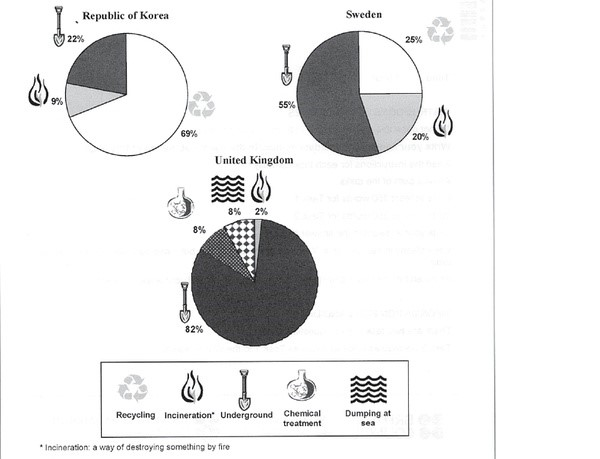 Republic of Korea
22%
9%
69%
Sweden
25%
55%
20%
United Kingdom
8%
2%
8%
82%
Recycling
Incineration*
Underground
Chemical
treatment
Dumping at
sea
* Incineration: a way of destroying something by fire